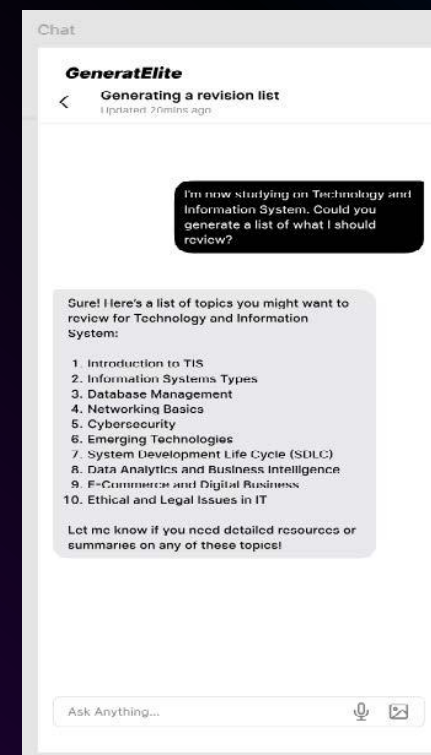 Chat
GeneratElite
Generating a revision list
Updated 20mins ago
I'm now studying on Technology and
Information System. Could you
generate a list of what I should
review?
Sure! Here's a list of topics you might want to
review for Technology and Information
System:
1. Introduction to TIS
2. Information Systems Types
3. Database Management
4. Networking Basics
5. Cybersecurity
6. Emerging Technologies
7. System Development Life Cycle (SDLC)
8. Data Analytics and Business Intelligence
9. E-Commerce and Digital Business
10. Ethical and Legal Issues in IT
Let me know if you need detailed resources or
summaries on any of these topics!
Ask Anything...